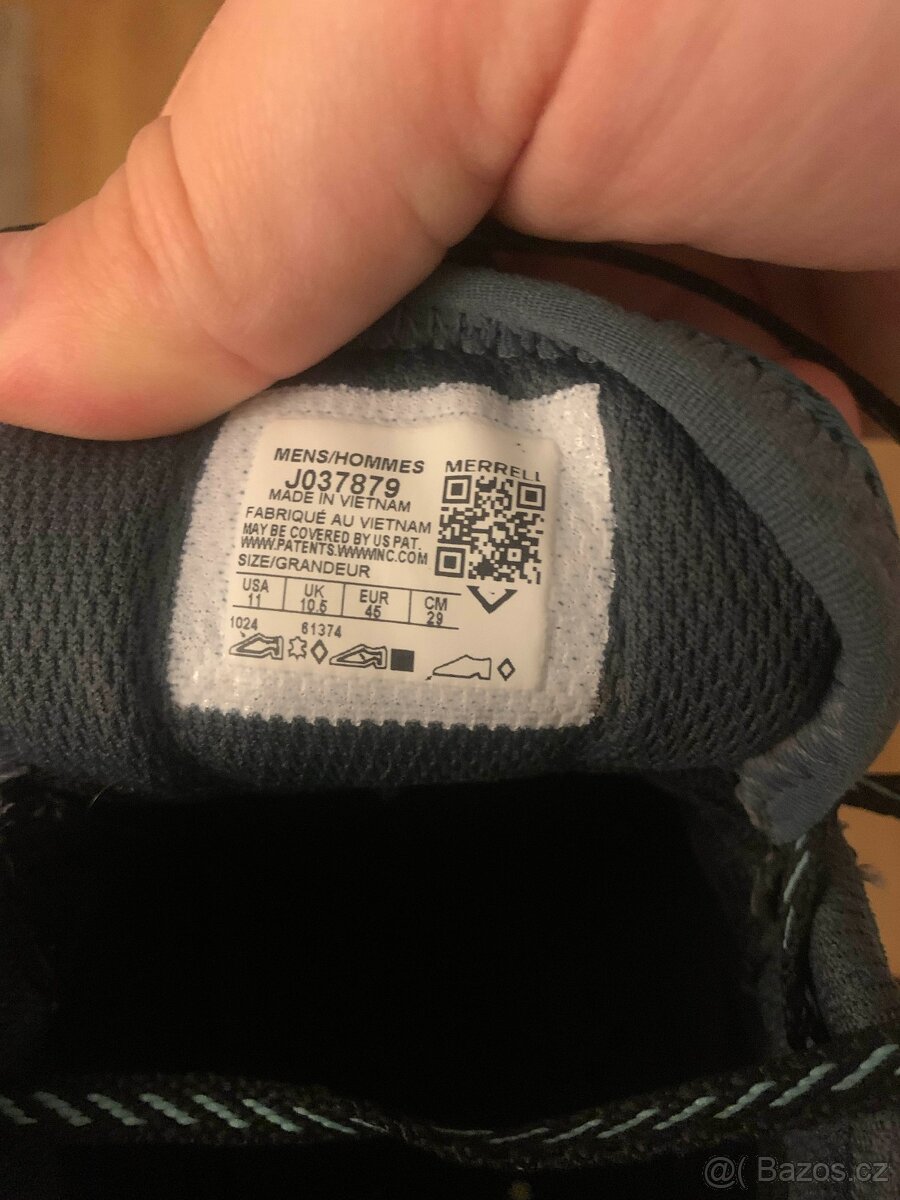 MENS/HOMMES
J037879
MADE IN VIETNAM
FABRIQUÉ AU VIETNAM
MAY BE COVERED BY US PAT.
WWW.PATENTS.WWWINC.COM
SIZE/GRANDEUR
USA UK EUR CM
11 10.5 45 29
1024 61374
MERRELL
@( Bazos.cz